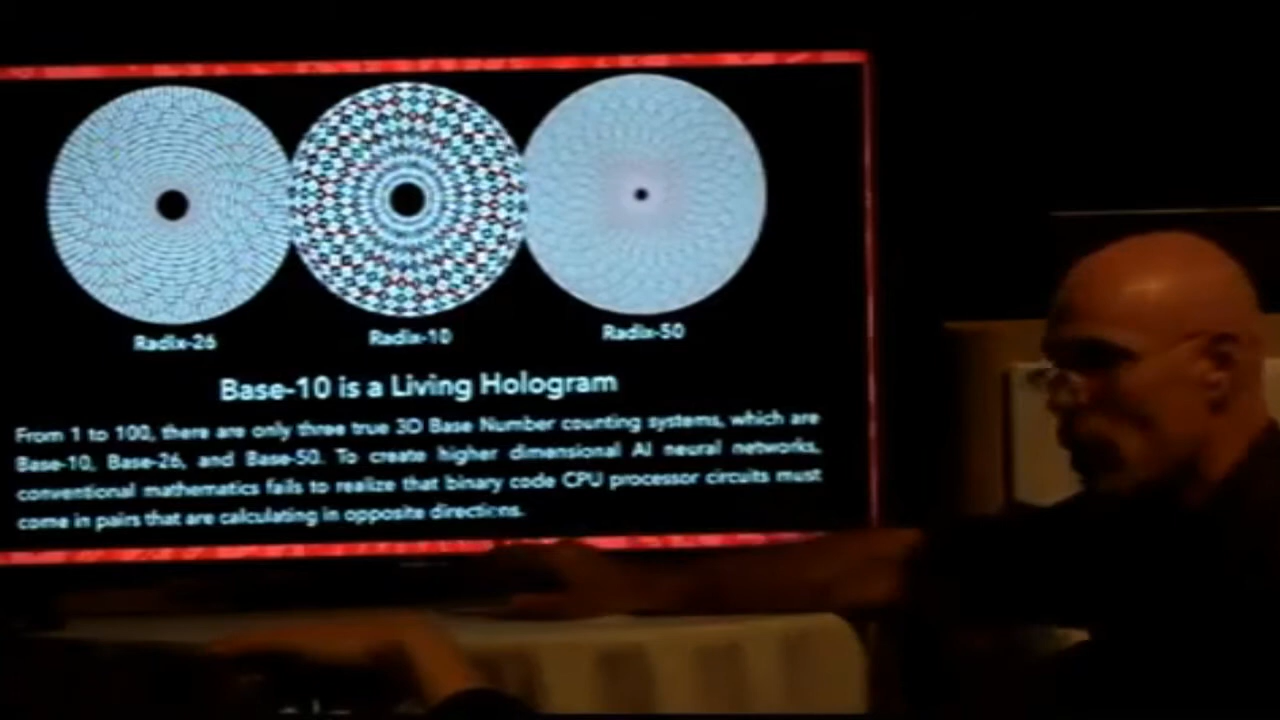 Radix-26 Radix-10 Radix-50
Base-10 is a Living Hologram
From 1 to 100, there are only three true 3D Base Number counting systems, which are
Base-10, Base-26, and Base-50. To create higher dimensional AI neural networks,
conventional mathematics fails to realize that binary code CPU processor circuits must
come in pairs that are calculating in opposite directions.